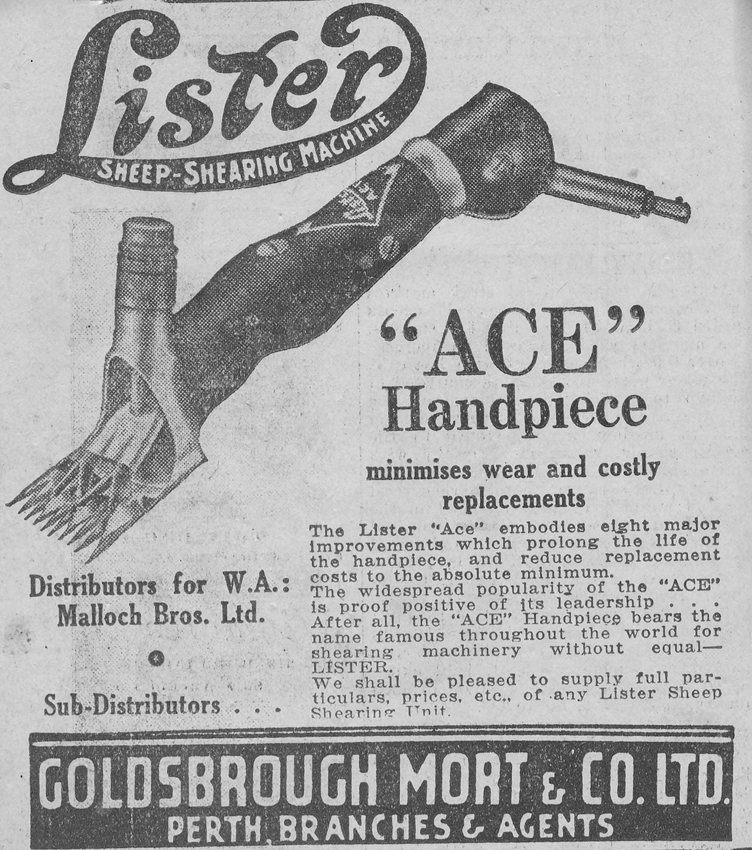 Lister
SHEEP-SHEARING MACHINE
Lister
ACE
"ACE"
Handpiece
minimises wear and costly
replacements
The Lister "Ace" embodies eight major
improvements which prolong the life of
the handpiece, and reduce replacement
costs to the absolute minimum.
The widespread popularity of the "ACE"
is proof positive of its leadership . . .
After all, the "ACE" Handpiece bears the
name famous throughout the world for
shearing machinery without equal—
LISTER.
We shall be pleased to supply full par-
ticulars, prices, etc., of any Lister Sheep
Shearing Unit.
Distributors for W.A.:
Malloch Bros. Ltd.
Sub-Distributors . . .
GOLDSBROUGH MORT & CO. LTD.
PERTH, BRANCHES & AGENTS